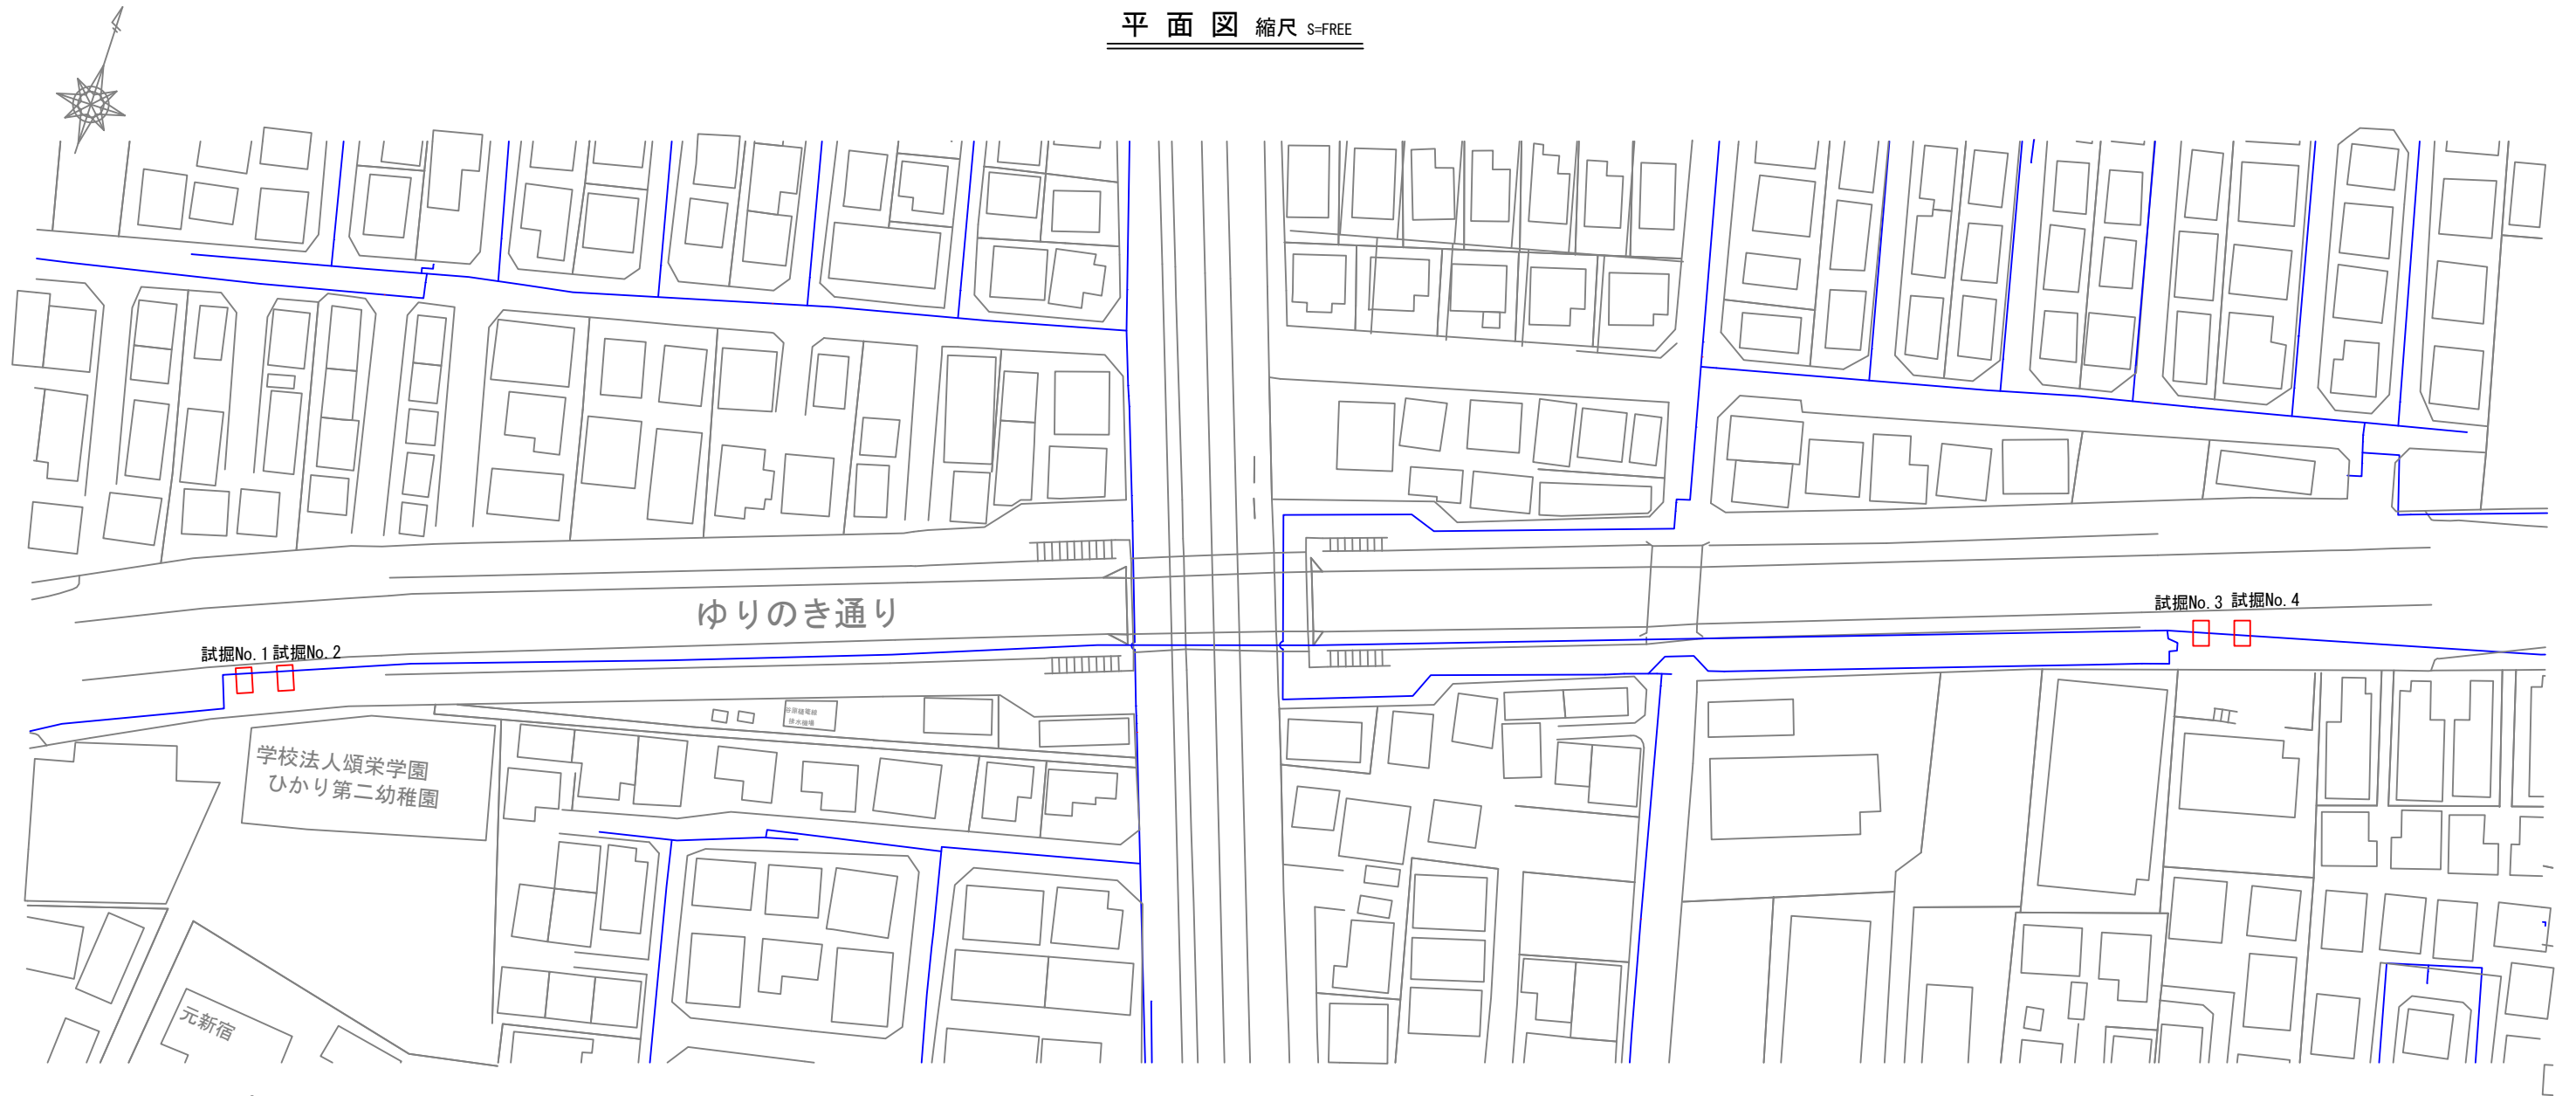 平面図 縮尺 S=FREE
ゆりのき通り
試掘No.1 試掘No.2
試掘No.3 試掘No.4
学校法人頌栄学園
ひかり第二幼稚園
元新宿